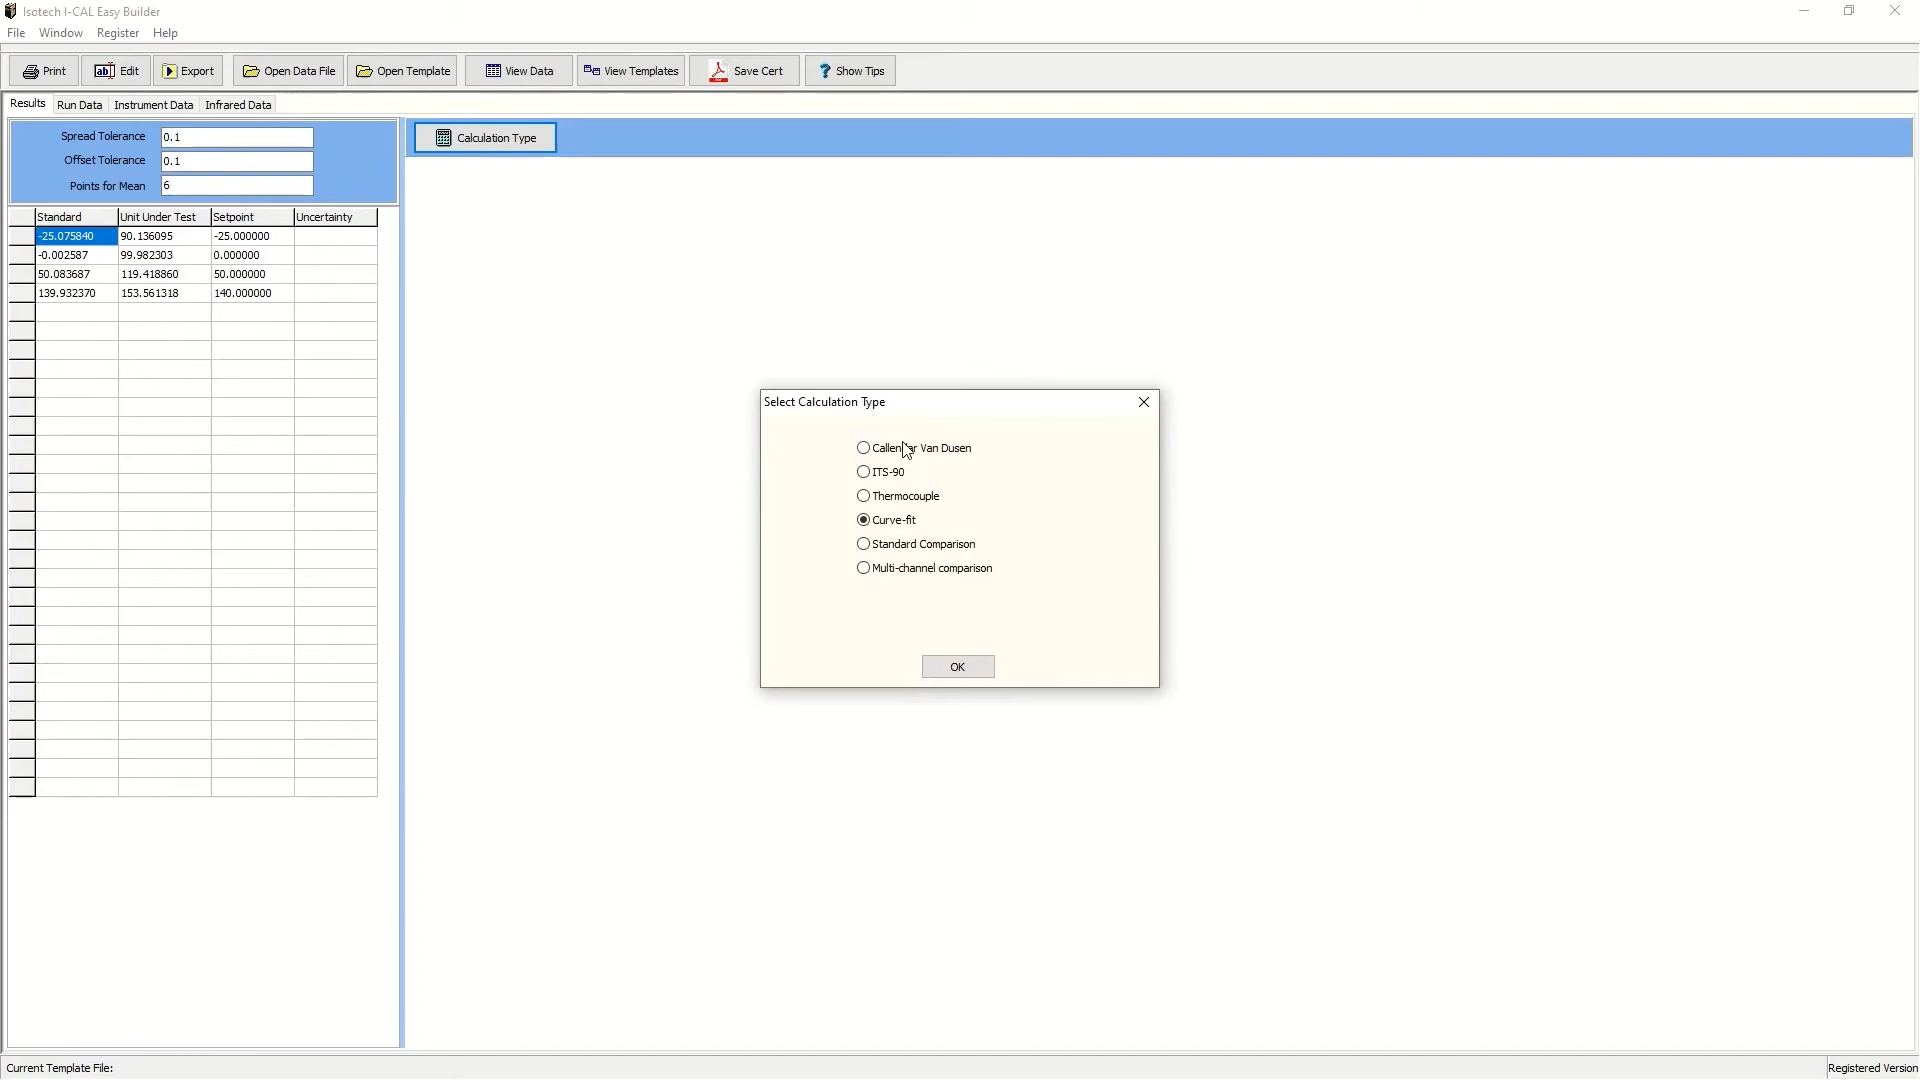 Isotech I-CAL Easy Builder
File Window Register Help
Print Edit Export Open Data File Open Template View Data View Templates Save Cert Show Tips
Results Run Data Instrument Data Infrared Data
Spread Tolerance 0.1
Offset Tolerance 0.1
Points for Mean 6
Calculation Type
Standard Unit Under Test Setpoint Uncertainty
-25.075840 90.136095 -25.000000
-0.002587 99.982303 0.000000
50.083687 119.418860 50.000000
139.932370 153.561318 140.000000
Select Calculation Type
Callendar Van Dusen
ITS-90
Thermocouple
Curve-fit
Standard Comparison
Multi-channel comparison
OK
Current Template File:
Registered Version